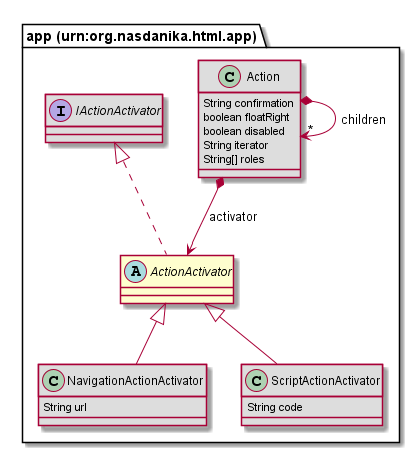 app (urn:org.nasdanika.html.app)
C Action
I IActionActivator
String confirmation
boolean floatRight
boolean disabled
String iterator
String[] roles
children
*
activator
A ActionActivator
C NavigationActionActivator
String url
C ScriptActionActivator
String code